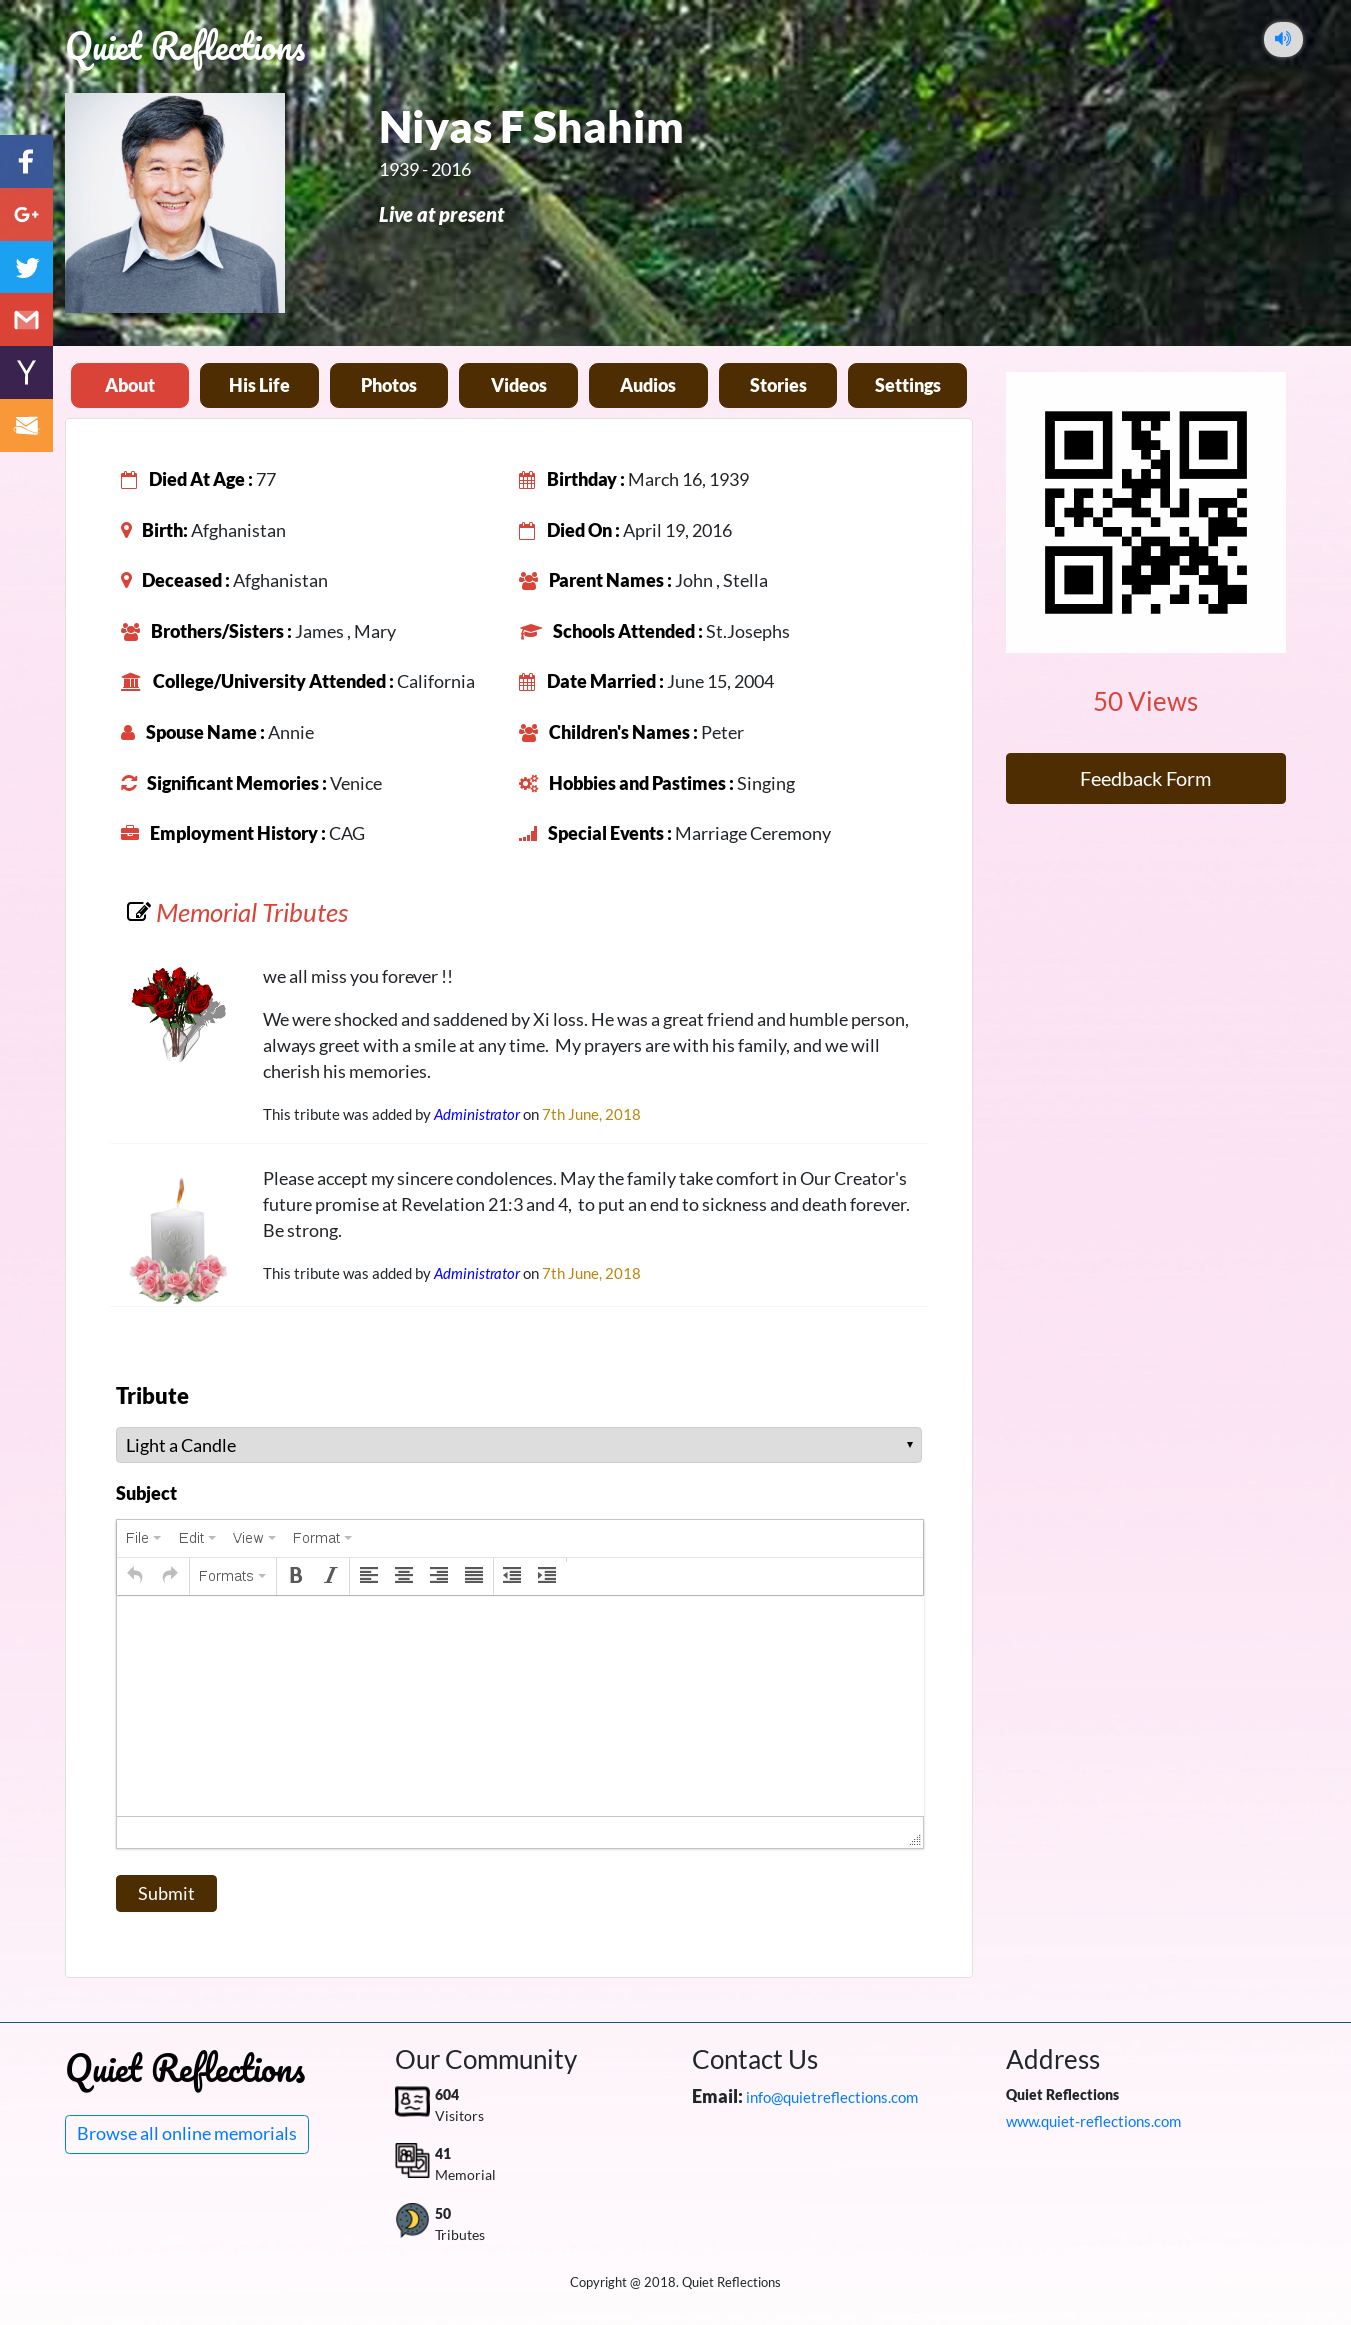 Quiet Reflections
Niyas F Shahim
1939 - 2016
Live at present
About His Life Photos Videos Audios Stories Settings
Died At Age : 77
Birthday : March 16, 1939
Birth: Afghanistan
Died On : April 19, 2016
Deceased : Afghanistan
Parent Names : John , Stella
Brothers/Sisters : James , Mary
Schools Attended : St.Josephs
College/University Attended : California
Date Married : June 15, 2004
Spouse Name : Annie
Children's Names : Peter
Significant Memories : Venice
Hobbies and Pastimes : Singing
Employment History : CAG
Special Events : Marriage Ceremony
50 Views
Feedback Form
Memorial Tributes
we all miss you forever !!
We were shocked and saddened by Xi loss. He was a great friend and humble person,
always greet with a smile at any time.  My prayers are with his family, and we will
cherish his memories.
This tribute was added by Administrator on 7th June, 2018
Please accept my sincere condolences. May the family take comfort in Our Creator's
future promise at Revelation 21:3 and 4,  to put an end to sickness and death forever.
Be strong.
This tribute was added by Administrator on 7th June, 2018
Tribute
Light a Candle
Subject
File Edit View Format
Formats B I
Submit
Quiet Reflections
Browse all online memorials
Our Community
604
Visitors
41
Memorial
50
Tributes
Contact Us
Email: info@quietreflections.com
Address
Quiet Reflections
www.quiet-reflections.com
Copyright @ 2018. Quiet Reflections